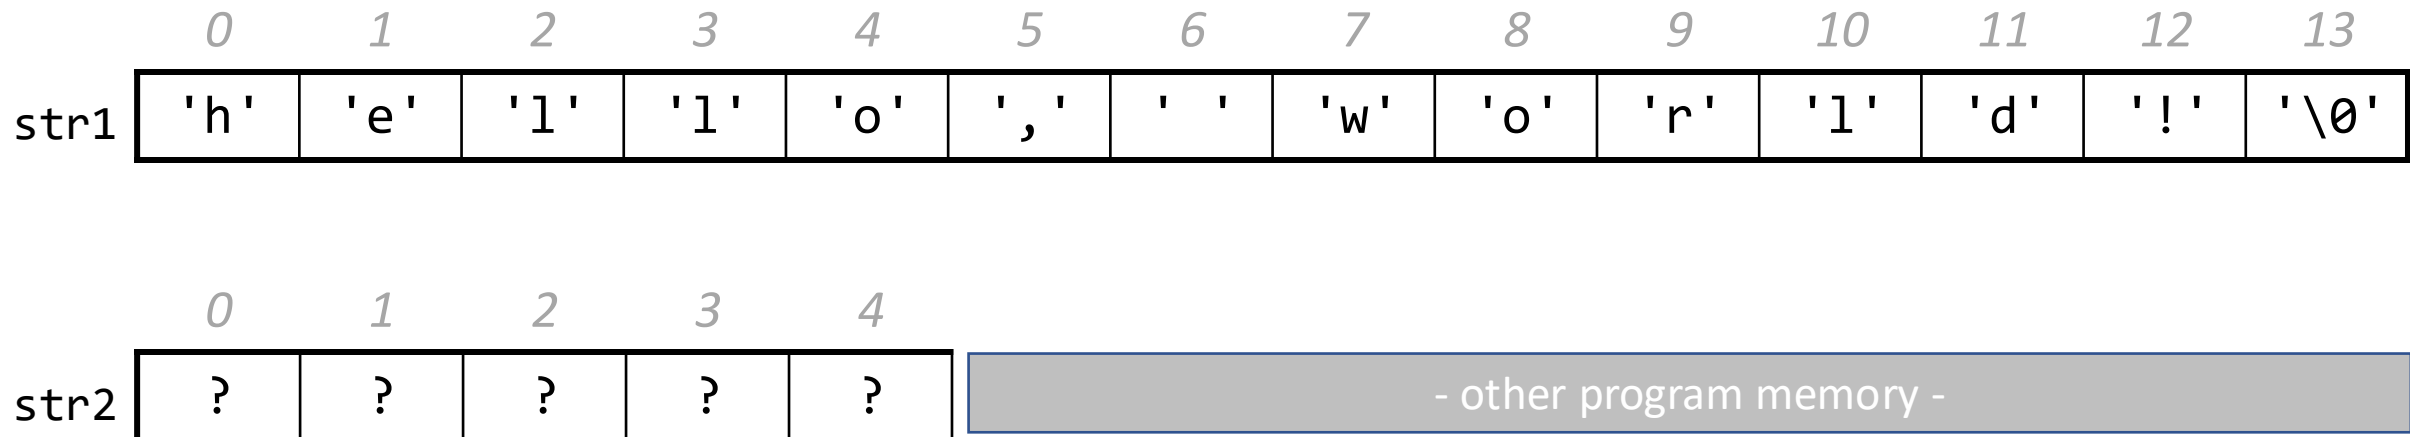 0 1 2 3 4 5 6 7 8 9 10 11 12 13
str1 'h' 'e' 'l' 'l' 'o' ',' ' ' 'w' 'o' 'r' 'l' 'd' '!' '\0'
0 1 2 3 4
str2 ? ? ? ? ? - other program memory -